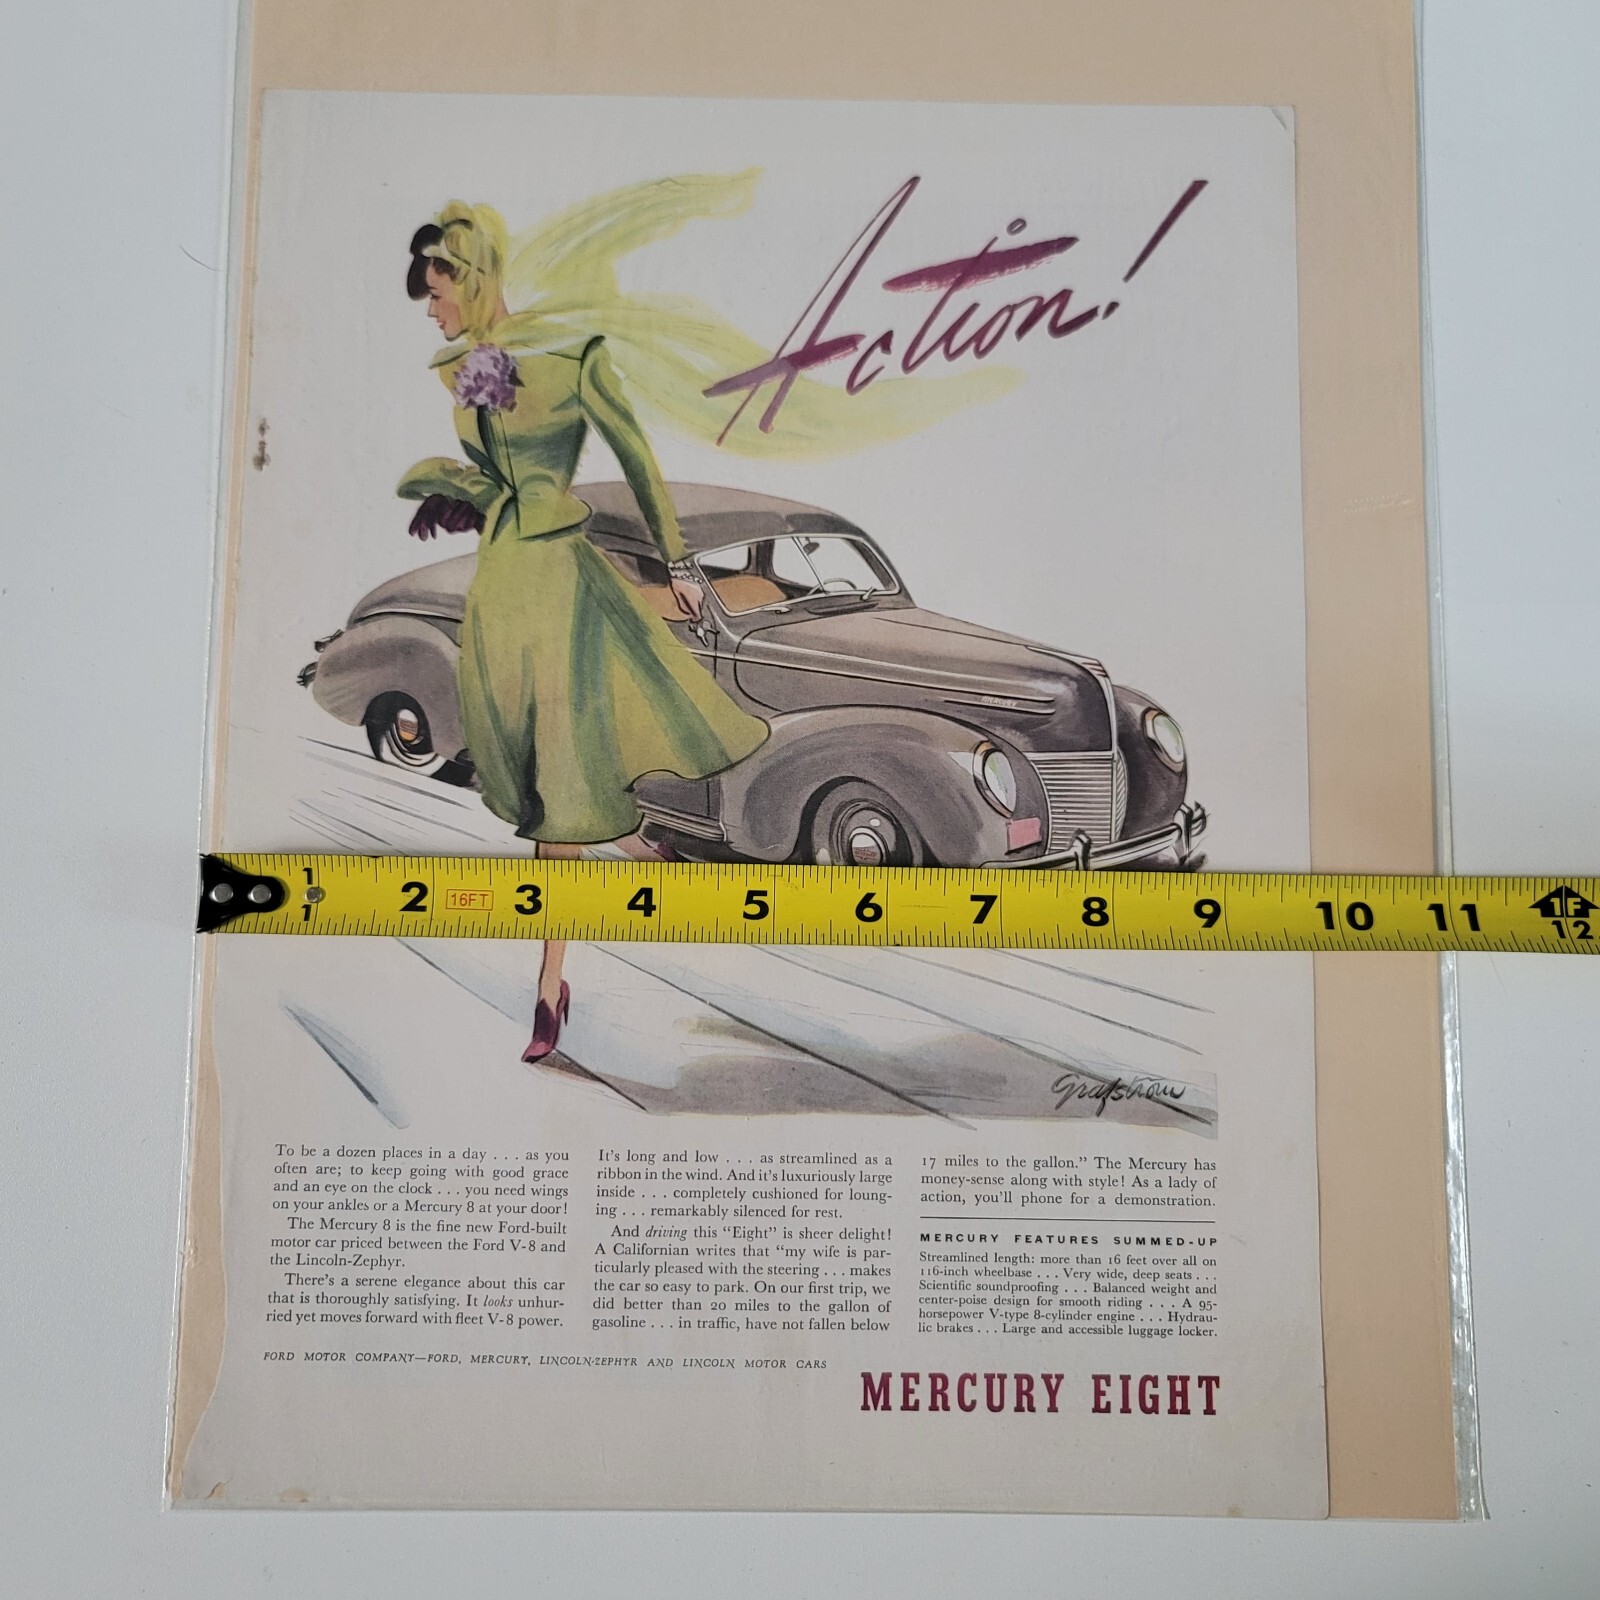 Action!
MERCURY
1
1
2
16FT
3
4
5
6
7
8
9
10
11
1F
12
Grafstrom
To be a dozen places in a day . . . as you
often are; to keep going with good grace
and an eye on the clock . . . you need wings
on your ankles or a Mercury 8 at your door!
The Mercury 8 is the fine new Ford-built
motor car priced between the Ford V-8 and
the Lincoln-Zephyr.
There's a serene elegance about this car
that is thoroughly satisfying. It looks unhur-
ried yet moves forward with fleet V-8 power.
It's long and low . . . as streamlined as a
ribbon in the wind. And it's luxuriously large
inside . . . completely cushioned for loung-
ing . . . remarkably silenced for rest.
And driving this "Eight" is sheer delight!
A Californian writes that "my wife is par-
ticularly pleased with the steering . . . makes
the car so easy to park. On our first trip, we
did better than 20 miles to the gallon of
gasoline . . . in traffic, have not fallen below
17 miles to the gallon." The Mercury has
money-sense along with style! As a lady of
action, you'll phone for a demonstration.
MERCURY FEATURES SUMMED-UP
Streamlined length: more than 16 feet over all on
116-inch wheelbase . . . Very wide, deep seats . . .
Scientific soundproofing . . . Balanced weight and
center-poise design for smooth riding . . . A 95-
horsepower V-type 8-cylinder engine . . . Hydrau-
lic brakes . . . Large and accessible luggage locker.
FORD MOTOR COMPANY—FORD, MERCURY, LINCOLN-ZEPHYR AND LINCOLN MOTOR CARS
MERCURY EIGHT